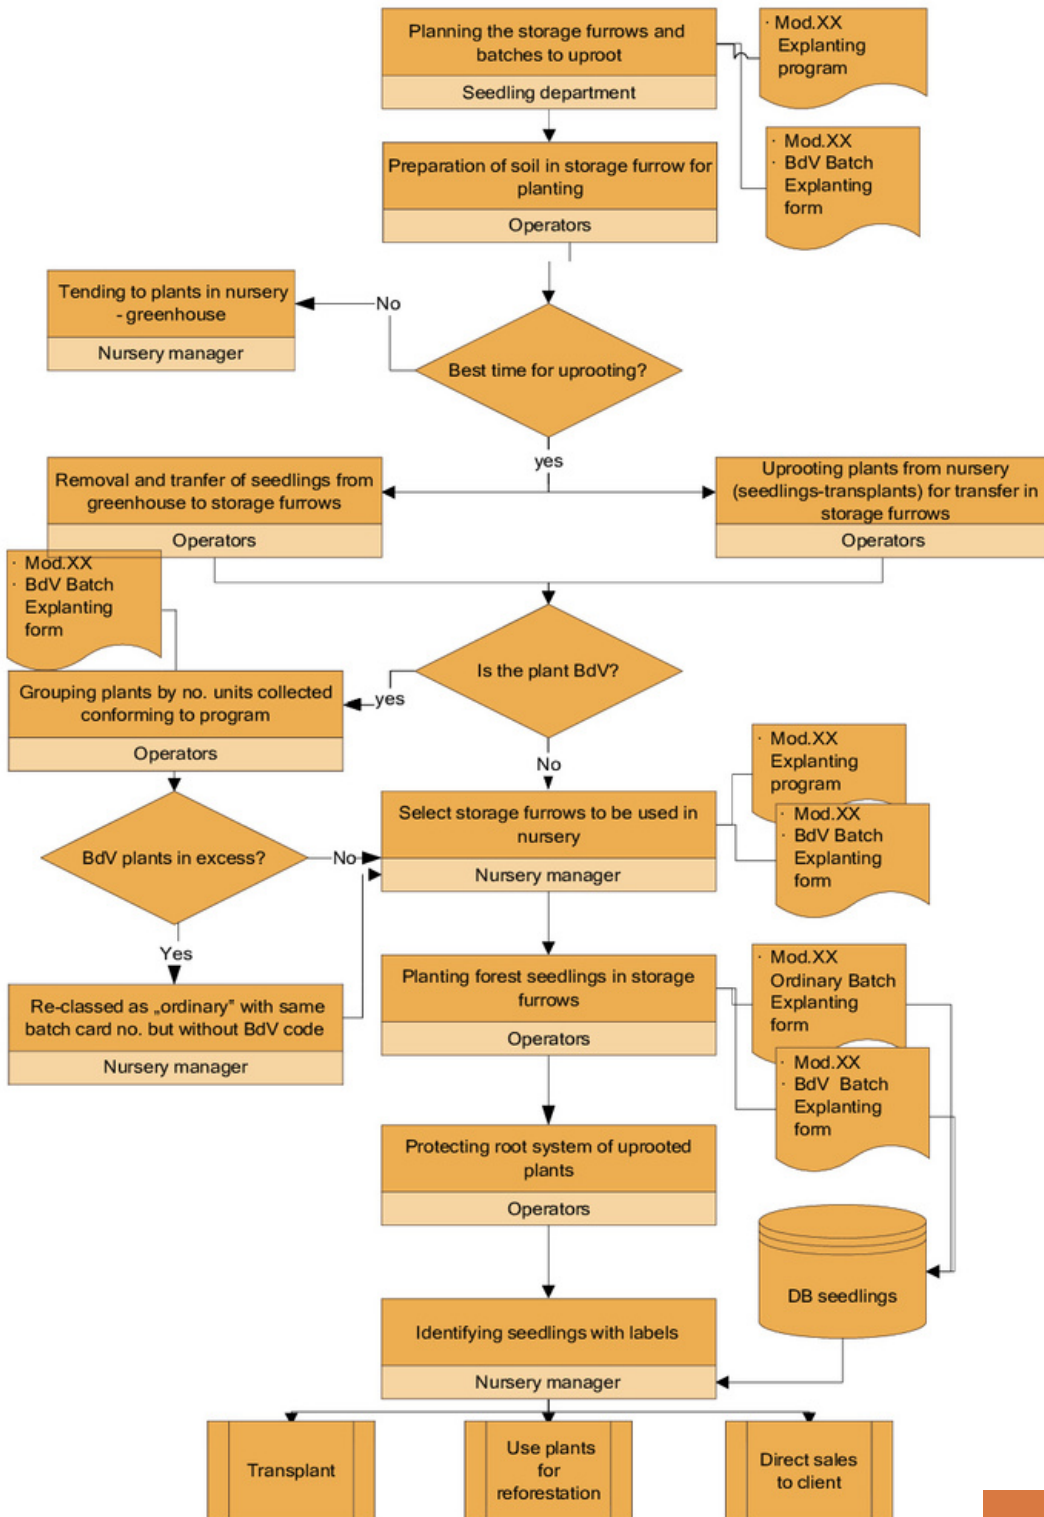 Planning the storage furrows and
batches to uproot
Seedling department
· Mod.XX
Explanting
program
· Mod.XX
· BdV Batch
Explanting
form
Preparation of soil in storage furrow for
planting
Operators
Tending to plants in nursery
- greenhouse
Nursery manager
No
Best time for uprooting?
yes
Removal and tranfer of seedlings from
greenhouse to storage furrows
Operators
Uprooting plants from nursery
(seedlings-transplants) for transfer in
storage furrows
Operators
· Mod.XX
· BdV Batch
Explanting
form
Is the plant BdV?
yes
Grouping plants by no. units collected
conforming to program
Operators
No
· Mod.XX
Explanting
program
· Mod.XX
· BdV Batch
Explanting
form
Select storage furrows to be used in
nursery
Nursery manager
BdV plants in excess?
No
Yes
Re-classed as „ordinary” with same
batch card no. but without BdV code
Nursery manager
Planting forest seedlings in storage
furrows
Operators
· Mod.XX
Ordinary Batch
Explanting
form
· Mod.XX
· BdV Batch
Explanting
form
Protecting root system of uprooted
plants
Operators
DB seedlings
Identifying seedlings with labels
Nursery manager
Transplant
Use plants
for
reforestation
Direct sales
to client